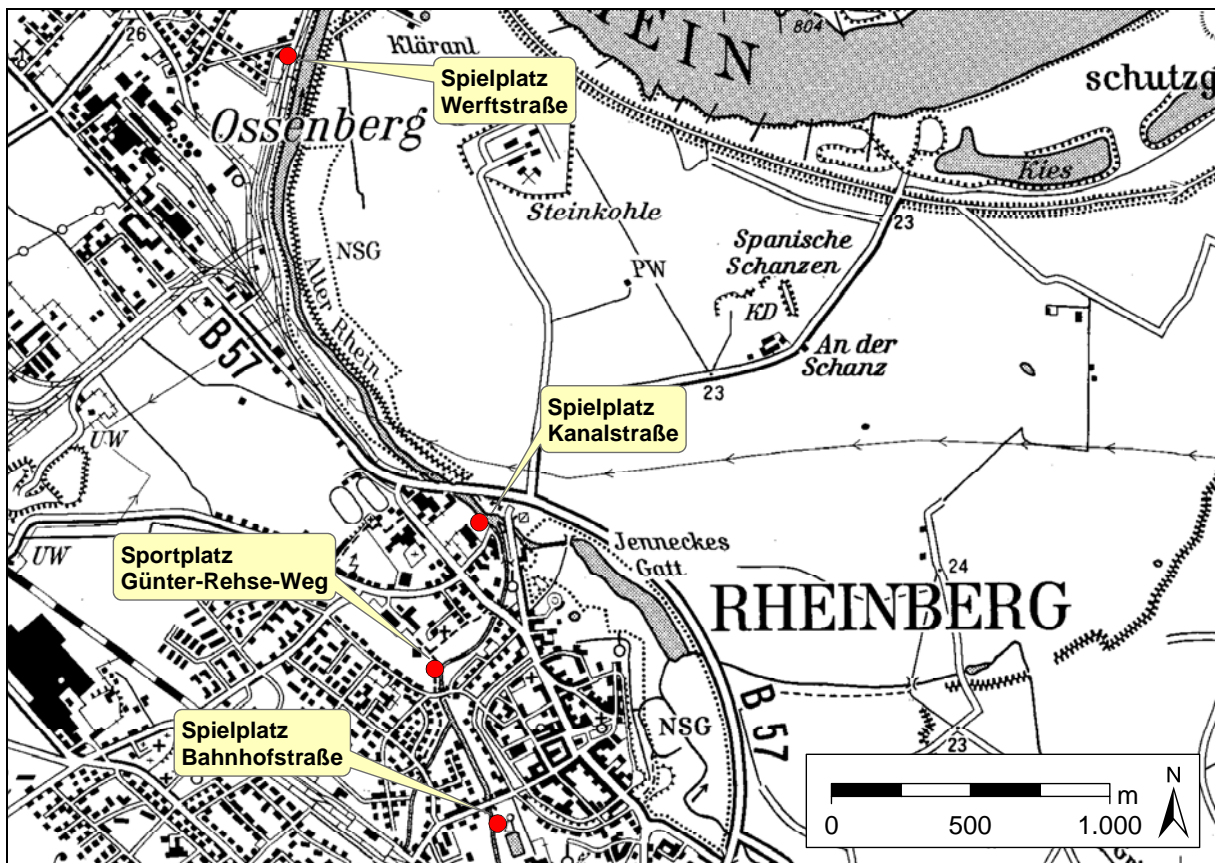 EIN
804
26
Kläranl
Spielplatz
Werftstraße
schutzg
Ossenberg
Kies
Steinkohle
23
Spanische
Schanzen
NSG
PW
KD
Alter Rhein
B 57
An der
Schanz
23
Spielplatz
Kanalstraße
UW
UW
Sportplatz
Günter-Rehse-Weg
Jenneckes
Gatt
24
RHEINBERG
Spielplatz
Bahnhofstraße
NSG
B 57
23
N
m
0 500 1.000